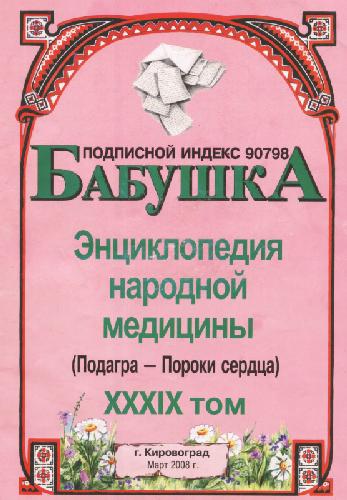 ПОДПИСНОЙ ИНДЕКС 90798
БАБУШКА
Энциклопедия
народной
медицины
(Подагра – Пороки сердца)
XXXIX том
г. Кировоград
Март 2008 г.